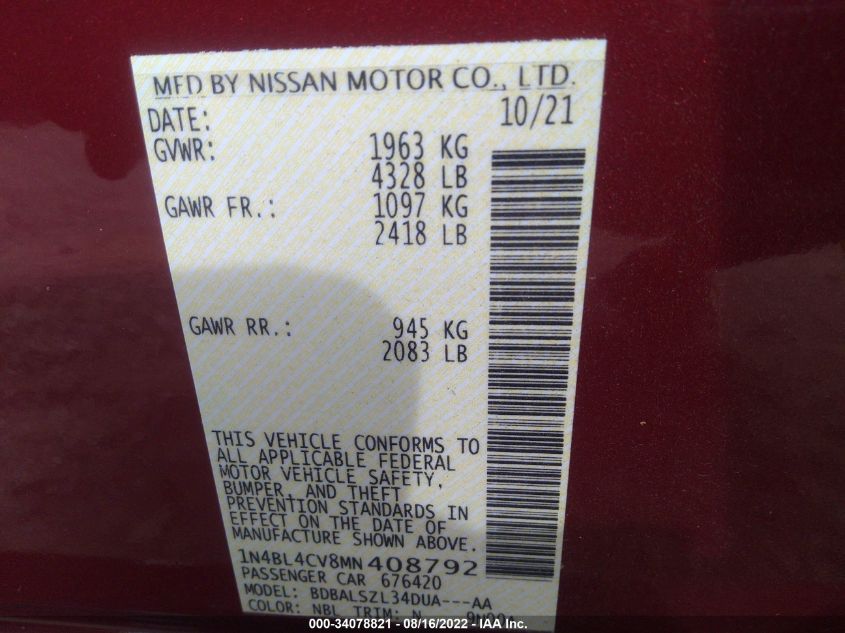 MFD BY NISSAN MOTOR CO., LTD.
DATE: 10/21
GVWR: 1963 KG
4328 LB
GAWR FR.: 1097 KG
2418 LB
GAWR RR.: 945 KG
2083 LB
THIS VEHICLE CONFORMS TO
ALL APPLICABLE FEDERAL
MOTOR VEHICLE SAFETY,
BUMPER, AND THEFT
PREVENTION STANDARDS IN
EFFECT ON THE DATE OF
MANUFACTURE SHOWN ABOVE.
1N4BL4CV8MN408792
PASSENGER CAR 676420
MODEL: BDBALSZL34DUA---AA
COLOR: NBL TRIM:
000-34078821 - 08/16/2022 - IAA Inc.